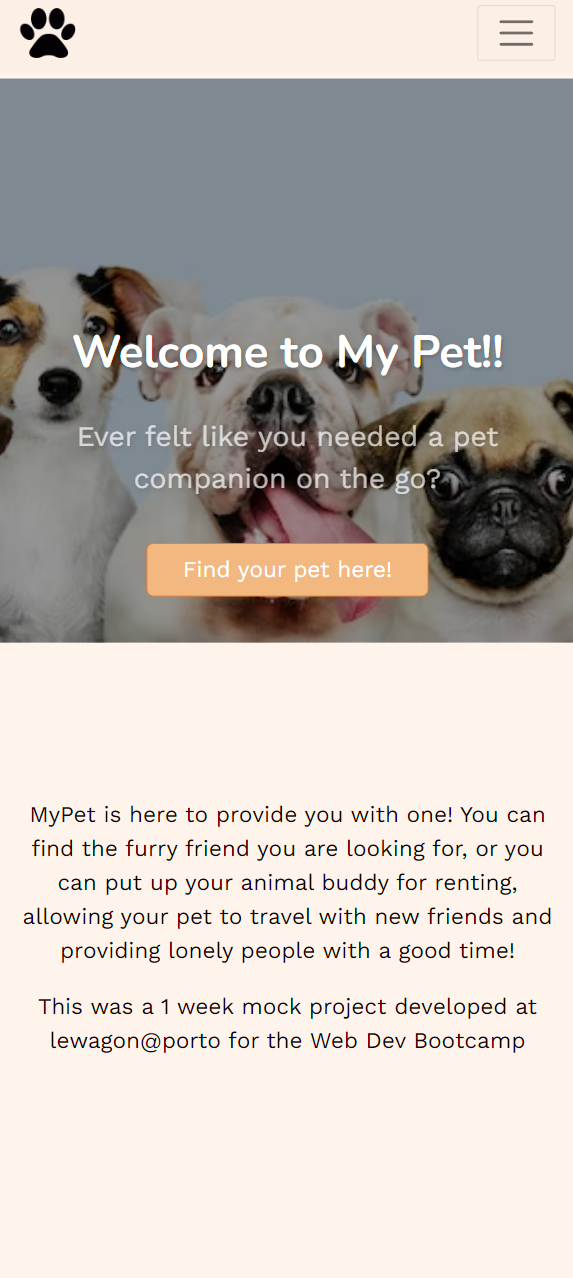 Welcome to My Pet!!
Ever felt like you needed a pet
companion on the go?
Find your pet here!
MyPet is here to provide you with one! You can
find the furry friend you are looking for, or you
can put up your animal buddy for renting,
allowing your pet to travel with new friends and
providing lonely people with a good time!
This was a 1 week mock project developed at
lewagon@porto for the Web Dev Bootcamp